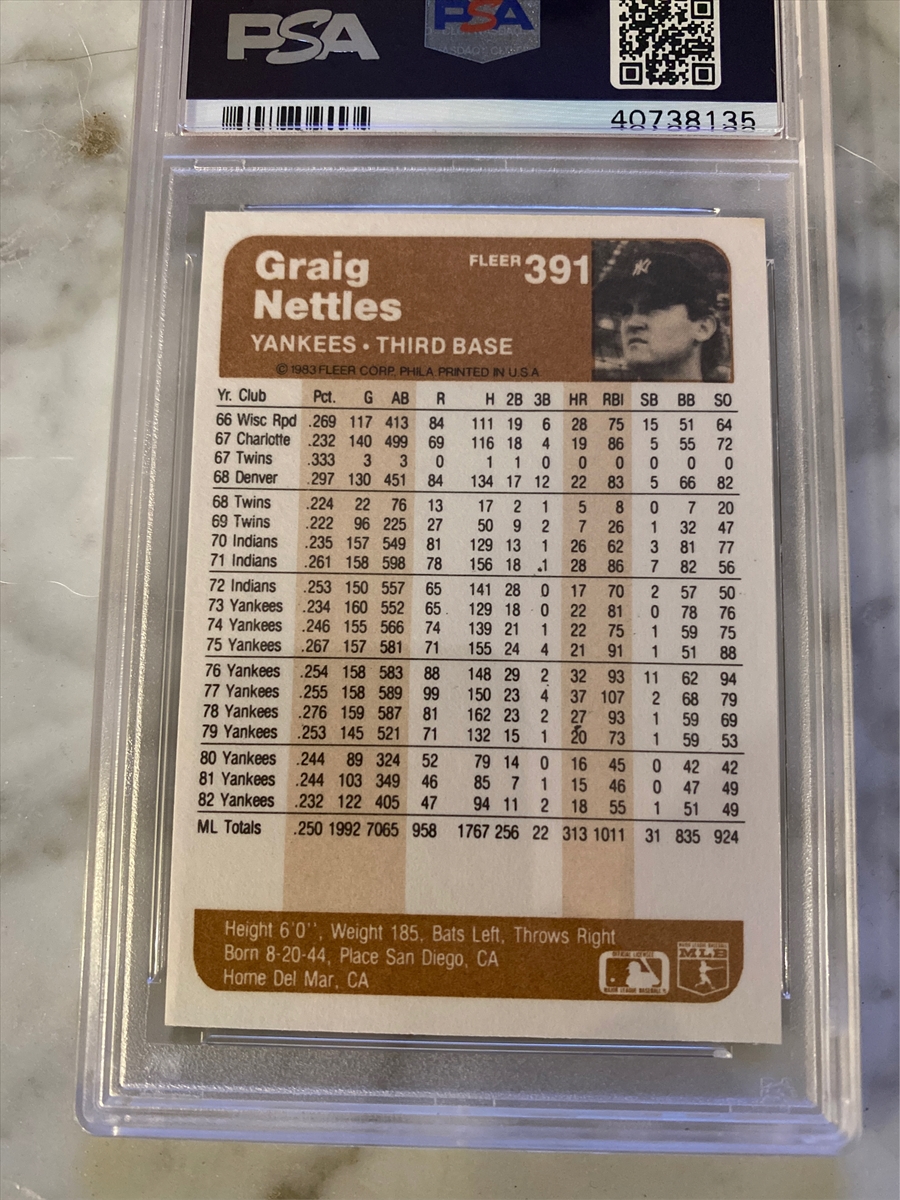 PSA
PSA
40738135
Graig
Nettles
FLEER 391
YANKEES • THIRD BASE
© 1983 FLEER CORP. PHILA PRINTED IN U.S.A
Yr. Club Pct. G AB R H 2B 3B HR RBI SB BB SO
66 Wisc Rpd .269 117 413 84 111 19 6 28 75 15 51 64
67 Charlotte .232 140 499 69 116 18 4 19 86 5 55 72
67 Twins .333 3 3 0 1 1 0 0 0 0 0 0
68 Denver .297 130 451 84 134 17 12 22 83 5 66 82
68 Twins .224 22 76 13 17 2 1 5 8 0 7 20
69 Twins .222 96 225 27 50 9 2 7 26 1 32 47
70 Indians .235 157 549 81 129 13 1 26 62 3 81 77
71 Indians .261 158 598 78 156 18 1 28 86 7 82 56
72 Indians .253 150 557 65 141 28 0 17 70 2 57 50
73 Yankees .234 160 552 65 129 18 0 22 81 0 78 76
74 Yankees .246 155 566 74 139 21 1 22 75 1 59 75
75 Yankees .267 157 581 71 155 24 4 21 91 1 51 88
76 Yankees .254 158 583 88 148 29 2 32 93 11 62 94
77 Yankees .255 158 589 99 150 23 4 37 107 2 68 79
78 Yankees .276 159 587 81 162 23 2 27 93 1 59 69
79 Yankees .253 145 521 71 132 15 1 20 73 1 59 53
80 Yankees .244 89 324 52 79 14 0 16 45 0 42 42
81 Yankees .244 103 349 46 85 7 1 15 46 0 47 49
82 Yankees .232 122 405 47 94 11 2 18 55 1 51 49
ML Totals .250 1992 7065 958 1767 256 22 313 1011 31 835 924
Height 6'0'', Weight 185, Bats Left, Throws Right
Born 8-20-44, Place San Diego, CA
Home Del Mar, CA
OFFICIAL LICENSEE
MAJOR LEAGUE BASEBALL
MAJOR LEAGUE BASEBALL
MLB